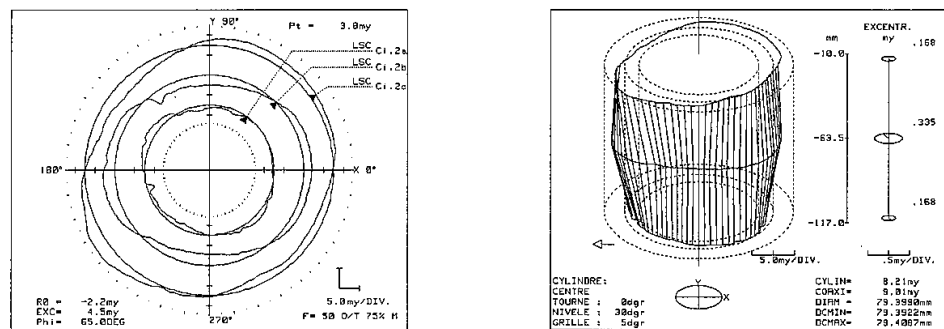 Y 90°
Pt = 3.8my
LSC
Ci.2a
LSC
Ci.2b
LSC
Ci.2c
180°
X 0°
R0 = -2.2my
EXC= 4.5my
Phi= 65.0DEG
270°
5.0my/DIV.
F= 50 O/T 75% M
mm
EXCENTR.
my
-10.0
.168
-63.5
.335
-117.0
.168
5.0my/DIV.
.5my/DIV.
CYLINDRE:
CENTRE
TOURNE : 0dgr
NIVELE : 30dgr
GRILLE : 5dgr
Y
X
CYLIN= 8.21my
COAXI= 9.01my
DIAM = 79.3990mm
DCMIN= 79.3922mm
DCMAX= 79.4087mm